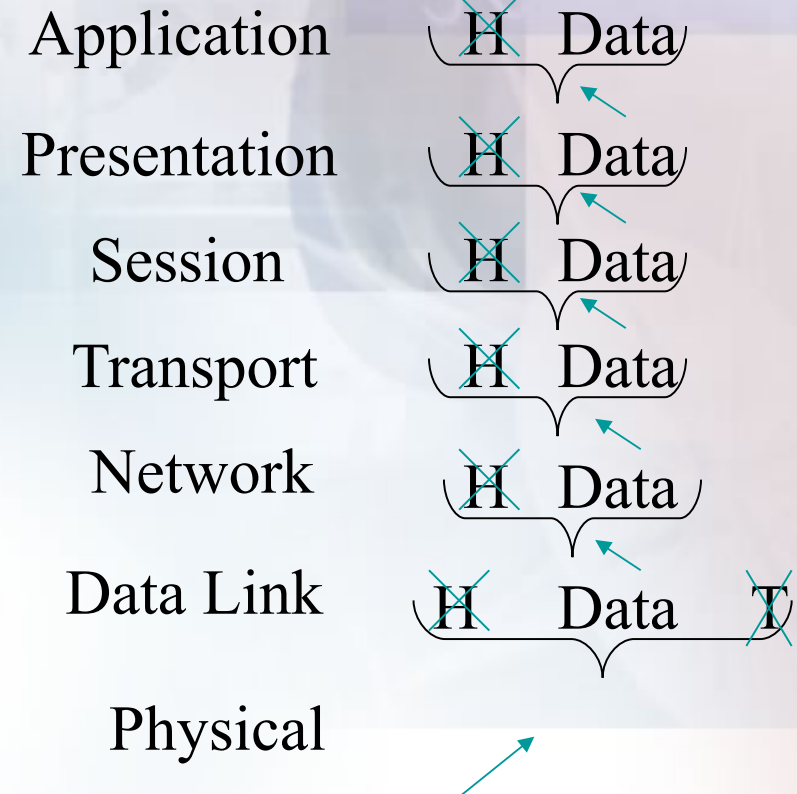 Application H Data
Presentation H Data
Session H Data
Transport H Data
Network H Data
Data Link H Data T
Physical